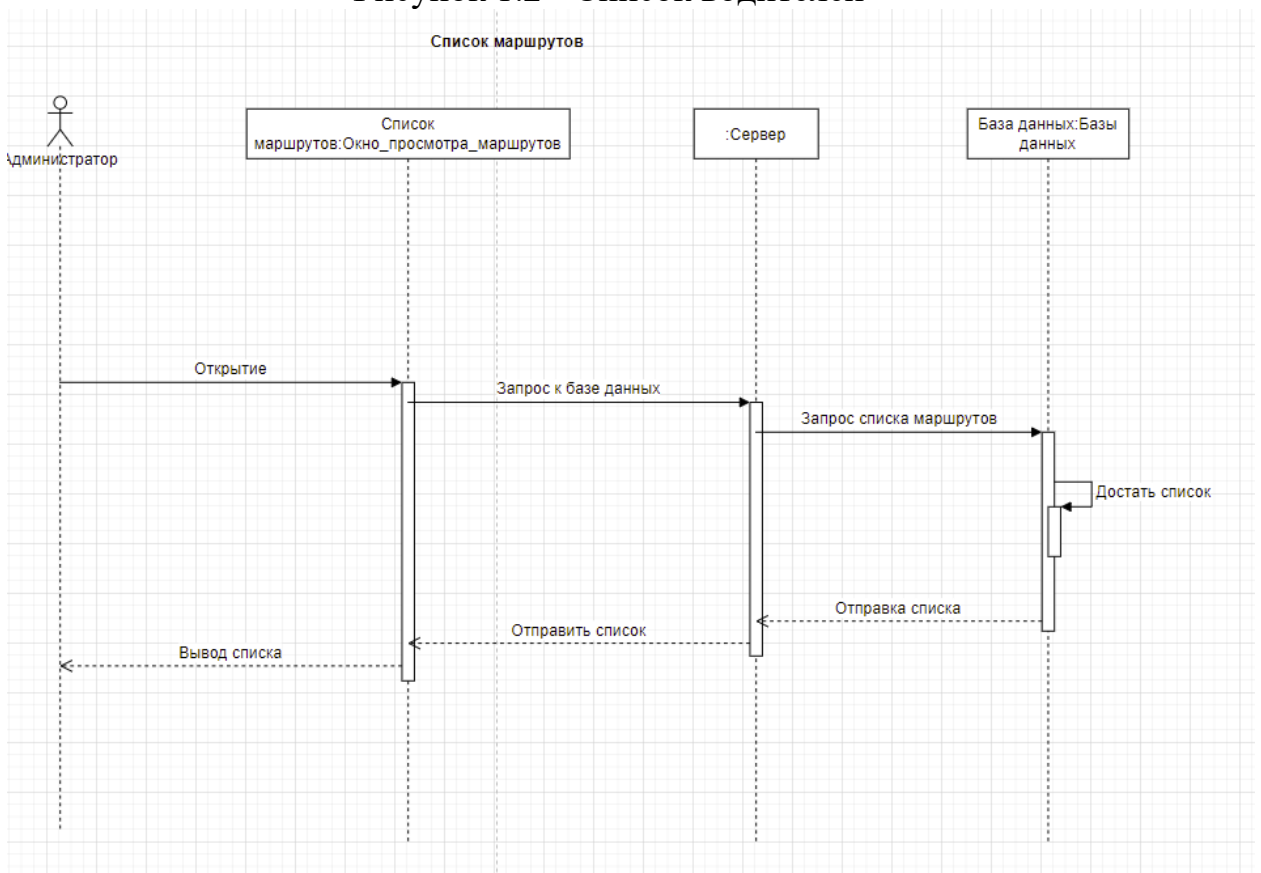 Список маршрутов
Список
маршрутов:Окно_просмотра_маршрутов
:Сервер
База данных:Базы
данных
Администратор
Открытие
Запрос к базе данных
Запрос списка маршрутов
Достать список
Отправка списка
Отправить список
Вывод списка